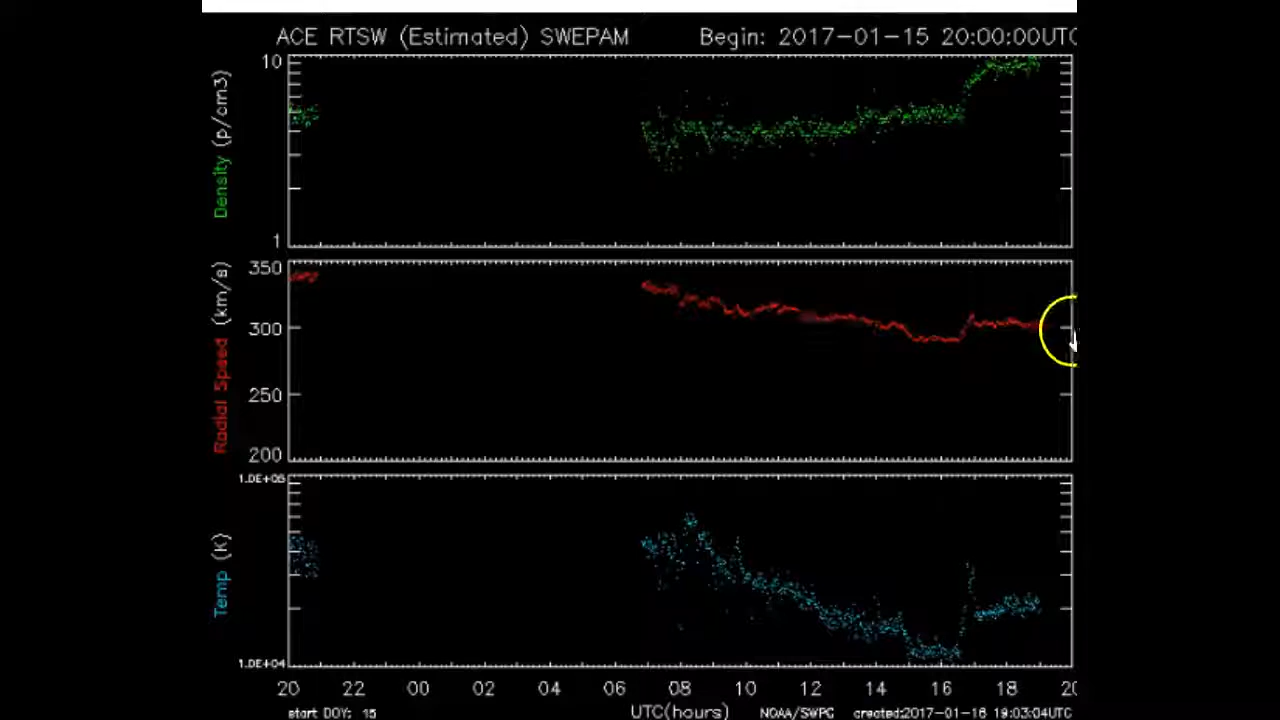 ACE RTSW (Estimated) SWEPAM Begin: 2017-01-15 20:00:00UTC
10
Density (p/cm3)
1
350
300
Radial Speed (km/s)
250
200
1.0E+05
Temp (K)
1.0E+04
20 22 00 02 04 06 08 10 12 14 16 18 20
start DOY: 15 UTC(hours) NOAA/SWPC created:2017-01-16 19:03:04UTC